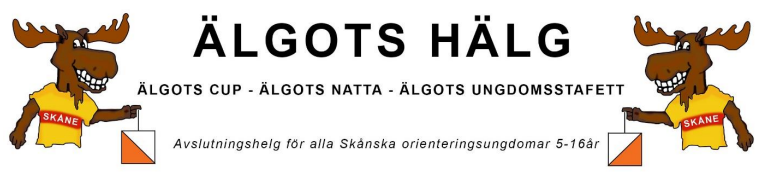 ÄLGOTS HÄLG
ÄLGOTS CUP - ÄLGOTS NATTA - ÄLGOTS UNGDOMSSTAFETT
SKÅNE
SKÅNE
Avslutningshelg för alla Skånska orienteringsungdomar 5-16år